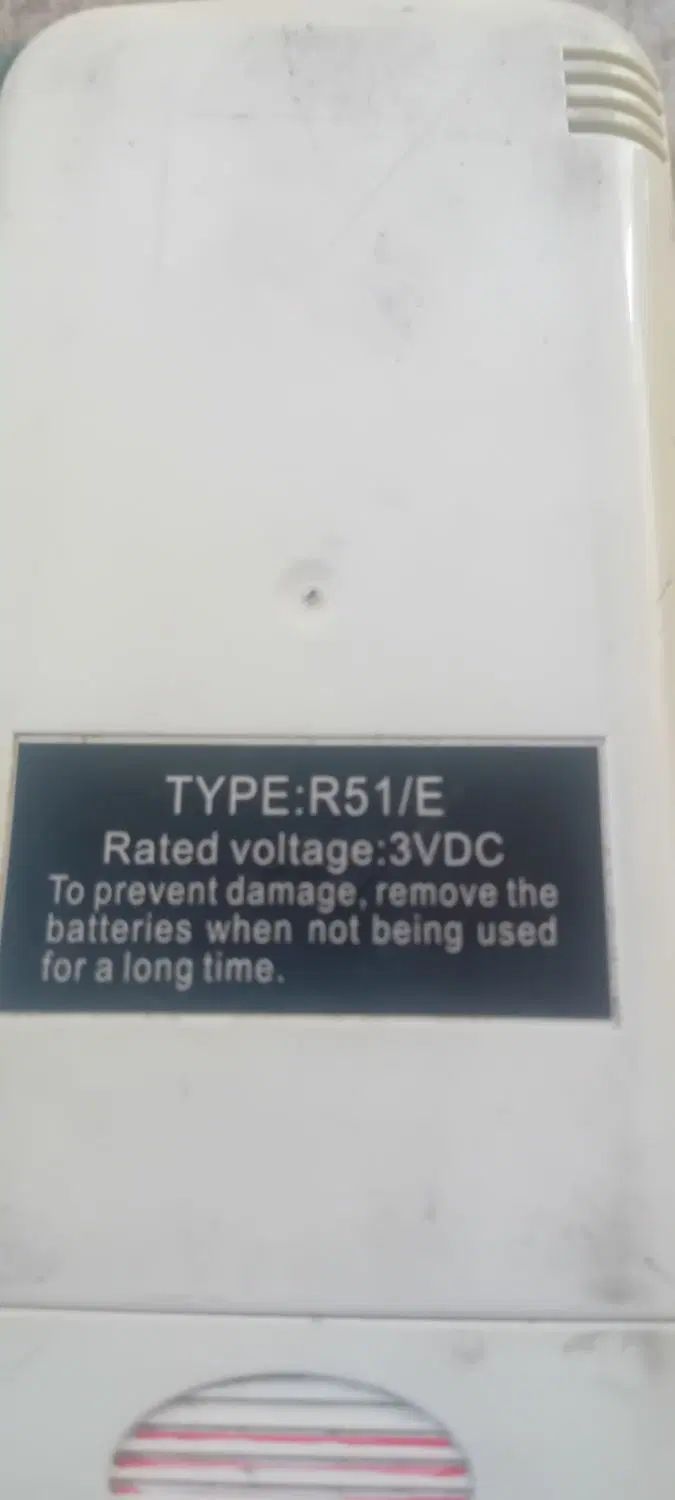 TYPE:R51/E
Rated voltage:3VDC
To prevent damage, remove the
batteries when not being used
for a long time.